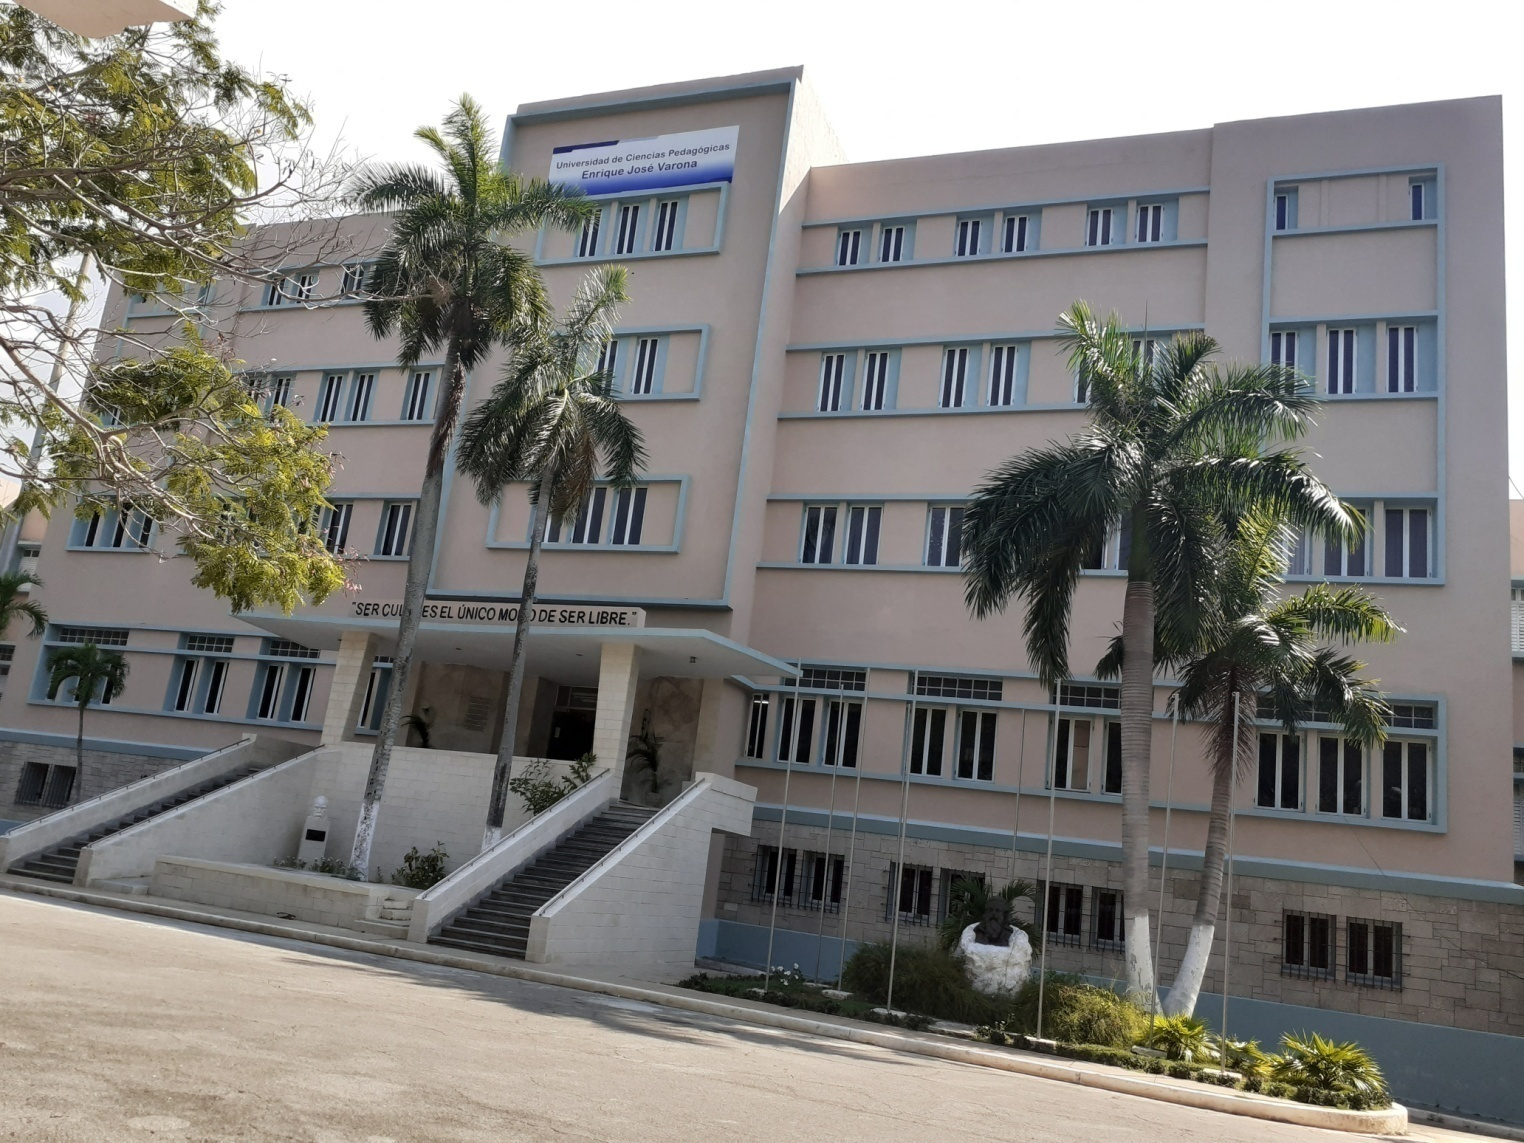 Universidad de Ciencias Pedagógicas
Enrique José Varona
"SER CULTO ES EL ÚNICO MODO DE SER LIBRE."